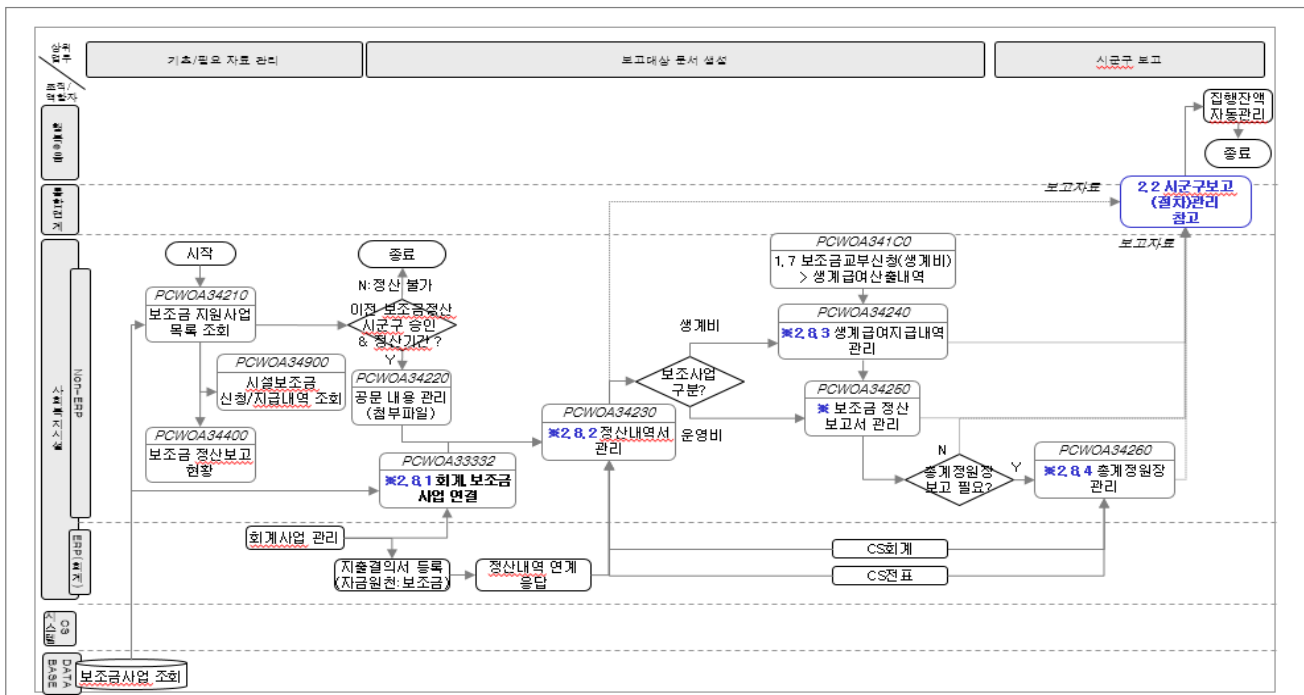 상위
업무
조직/
역할자
기초/필요 자료 관리
보고대상 문서 생성
시군구 보고
행복e음
사회복지시설
Non-ERP
ERP(회계)
CS
시스템
DATA
BASE
집행잔액
자동관리
종료
2.2 시군구보고
(절차)관리
참고
보고자료
보고자료
시작
종료
N:정산 불가
PCWOA34210
보조금 지원사업
목록 조회
이전 보조금정산
시군구 승인
& 정산기간?
Y
PCWOA34900
시설보조금
신청/지급내역 조회
PCWOA34220
공문 내용 관리
(첨부파일)
PCWOA34400
보조금 정산보고
현황
PCWOA33332
※2.8.1 회계, 보조금
사업 연결
PCWOA34230
※2.8.2 정산내역서
관리
보조사업
구분?
생계비
운영비
PCWOA341C0
1.7 보조금교부신청(생계비)
> 생계급여산출내역
PCWOA34240
※2.8.3 생계급여지급내역
관리
PCWOA34250
※ 보조금 정산
보고서 관리
총계정원장
보고 필요?
N
Y
PCWOA34260
※2.8.4 총계정원장
관리
회계사업 관리
지출결의서 등록
(자금원천:보조금)
정산내역 연계
응답
CS회계
CS전표
보조금사업 조회